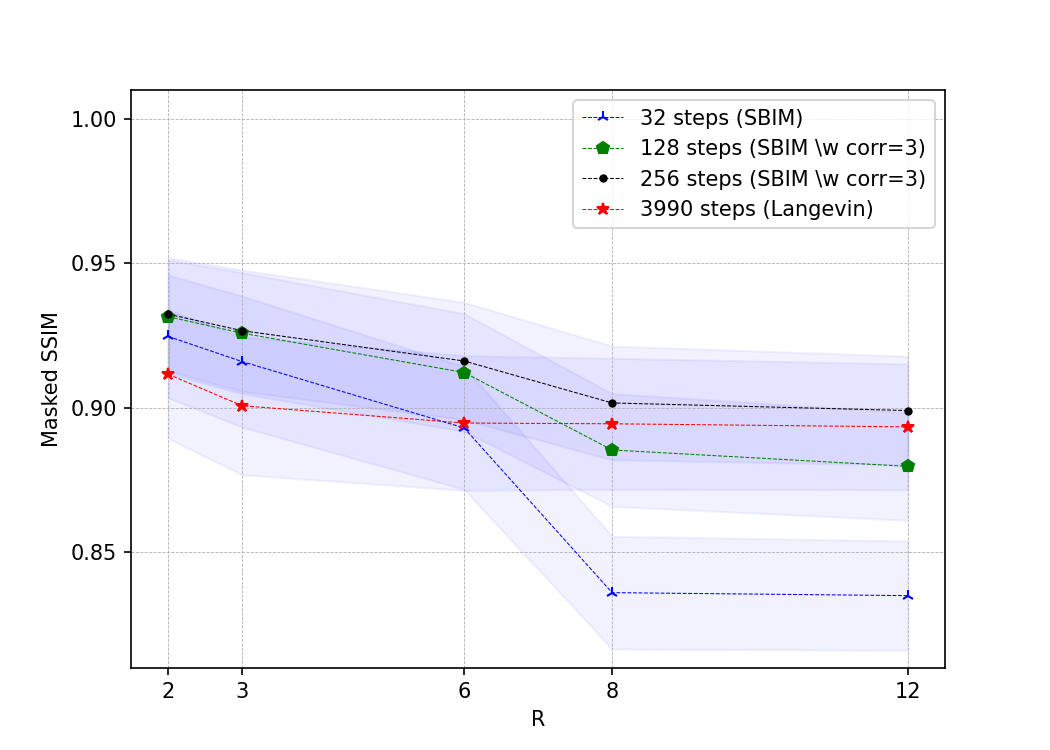 1.00
0.95
0.90
0.85
Masked SSIM
32 steps (SBIM)
128 steps (SBIM \w corr=3)
256 steps (SBIM \w corr=3)
3990 steps (Langevin)
2 3 6 8 12
R